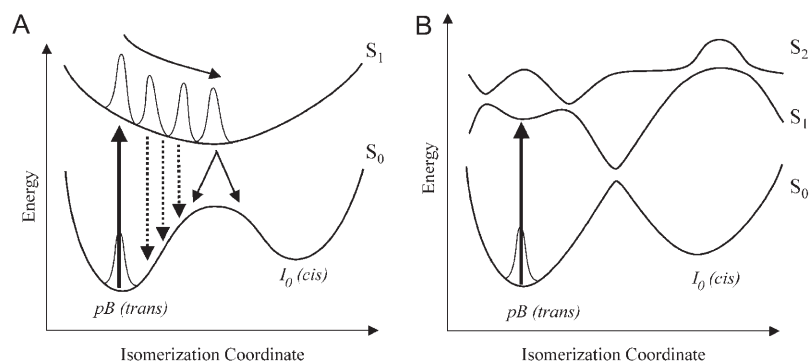 A
S₁
S₀
Energy
pB (trans)
I₀ (cis)
Isomerization Coordinate
B
S₂
S₁
S₀
Energy
pB (trans)
I₀ (cis)
Isomerization Coordinate